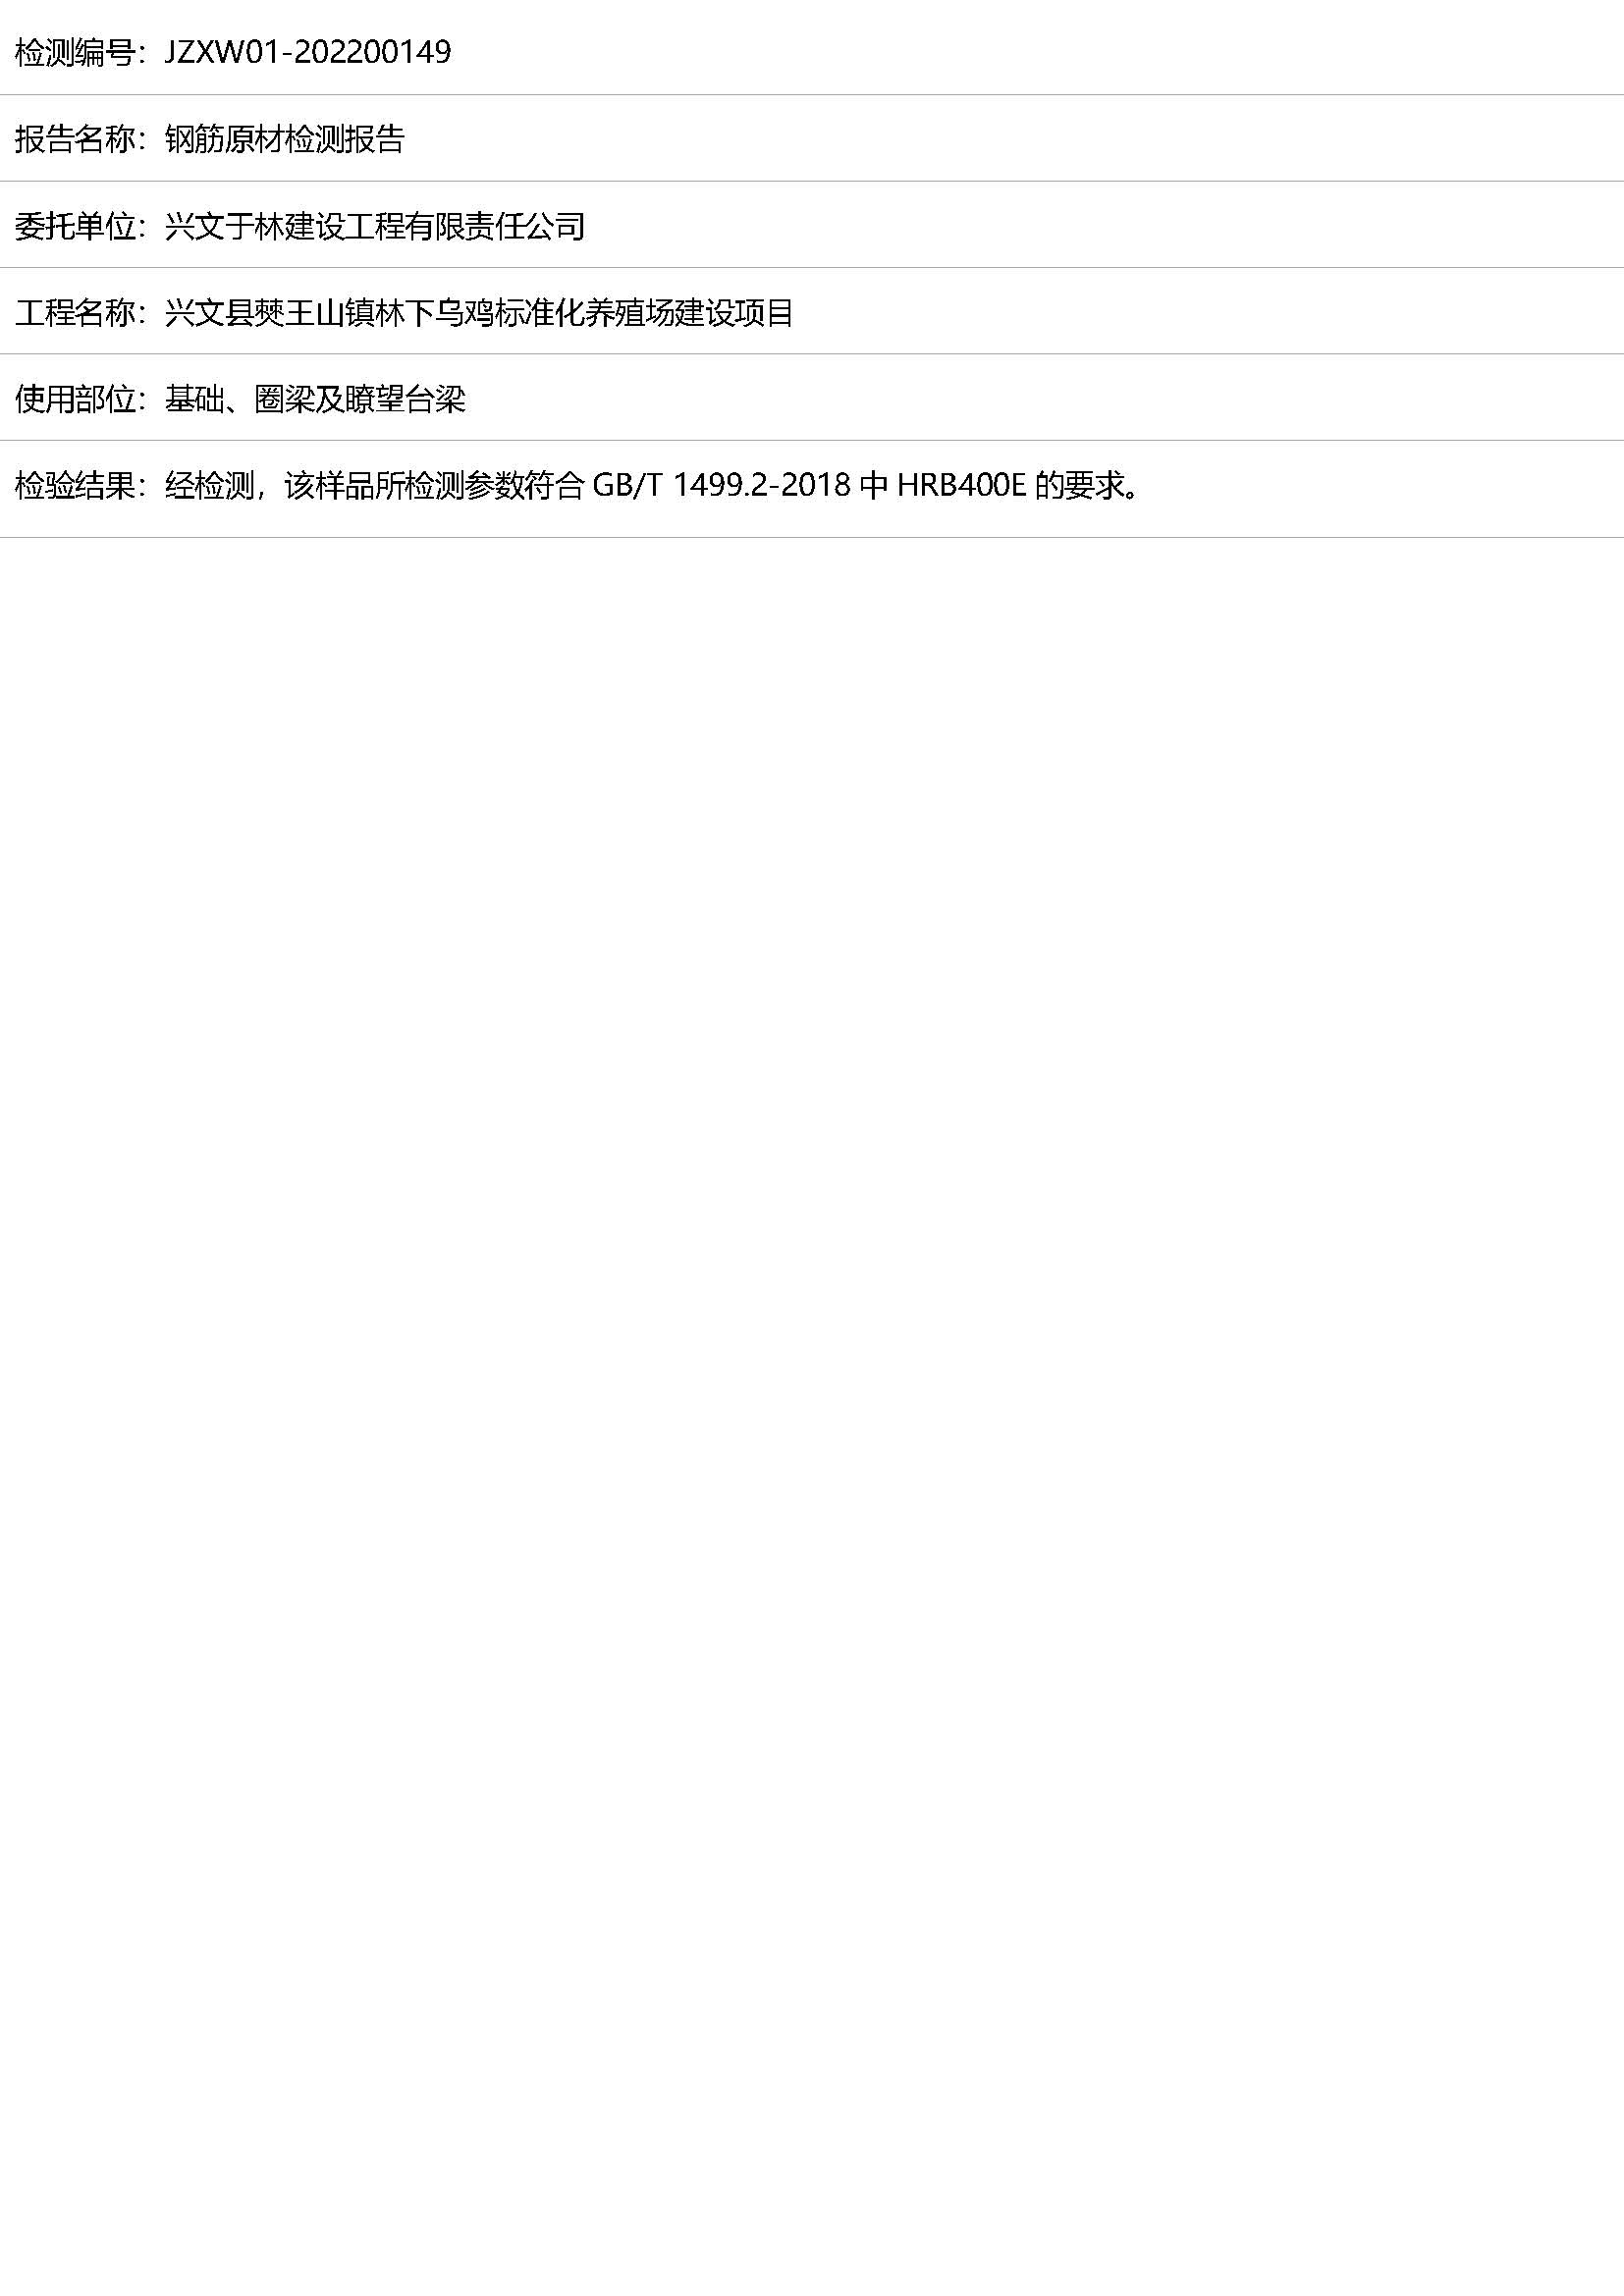 检测编号：JZXW01-202200149
报告名称：钢筋原材检测报告
委托单位：兴文于林建设工程有限责任公司
工程名称：兴文县僰王山镇林下乌鸡标准化养殖场建设项目
使用部位：基础、圈梁及瞭望台梁
检验结果：经检测，该样品所检测参数符合 GB/T 1499.2-2018 中 HRB400E 的要求。